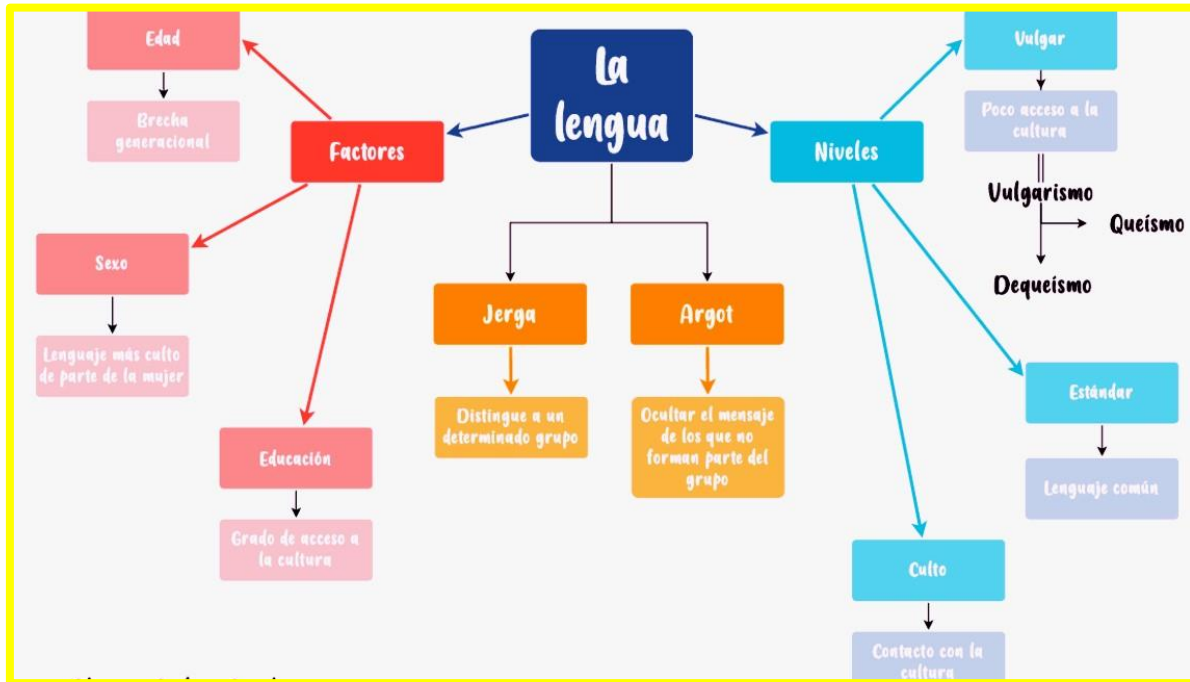 La
lengua
Factores
Edad
Brecha
generacional
Sexo
Lenguaje más culto
de parte de la mujer
Educación
Grado de acceso a
la cultura
Jerga
Distingue a un
determinado grupo
Argot
Ocultar el mensaje
de los que no
forman parte del
grupo
Niveles
Vulgar
Poco acceso a la
cultura
Vulgarismo
Queísmo
Dequeísmo
Estándar
Lenguaje común
Culto
Contacto con la
cultura